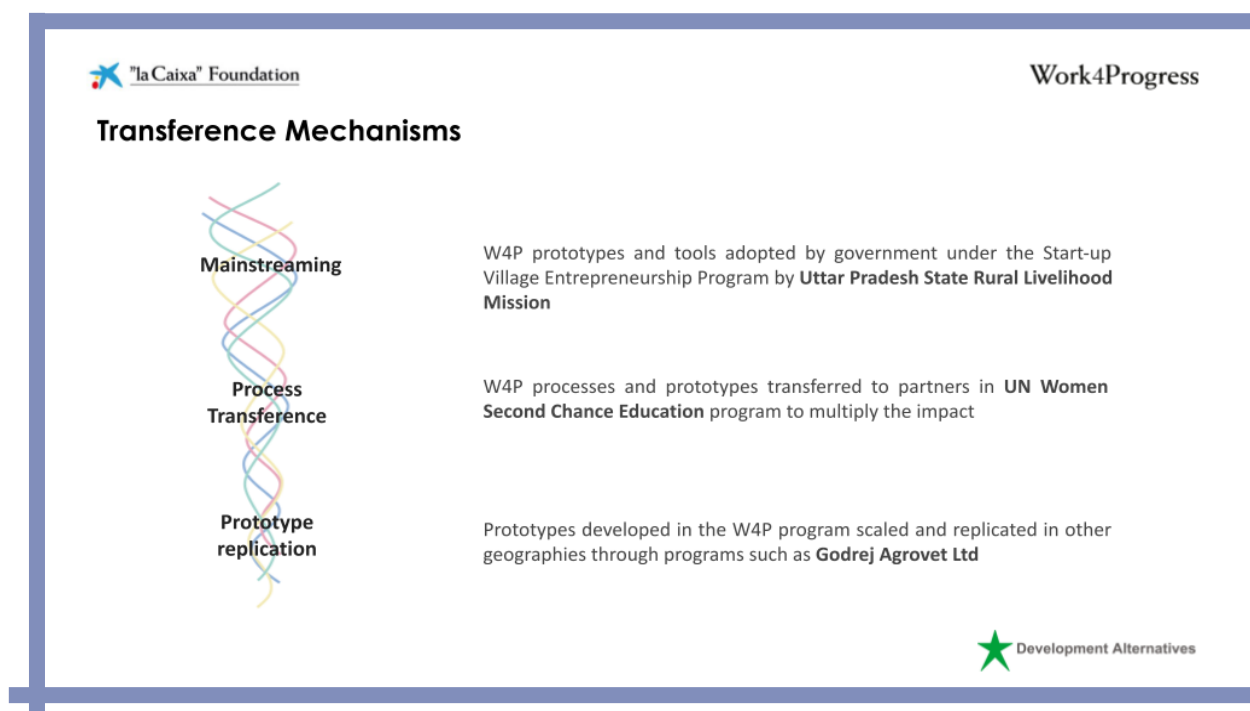 "la Caixa" Foundation
Work4Progress
Transference Mechanisms
Mainstreaming
W4P prototypes and tools adopted by government under the Start-up
Village Entrepreneurship Program by Uttar Pradesh State Rural Livelihood
Mission
Process
Transference
W4P processes and prototypes transferred to partners in UN Women
Second Chance Education program to multiply the impact
Prototype
replication
Prototypes developed in the W4P program scaled and replicated in other
geographies through programs such as Godrej Agrovet Ltd
Development Alternatives